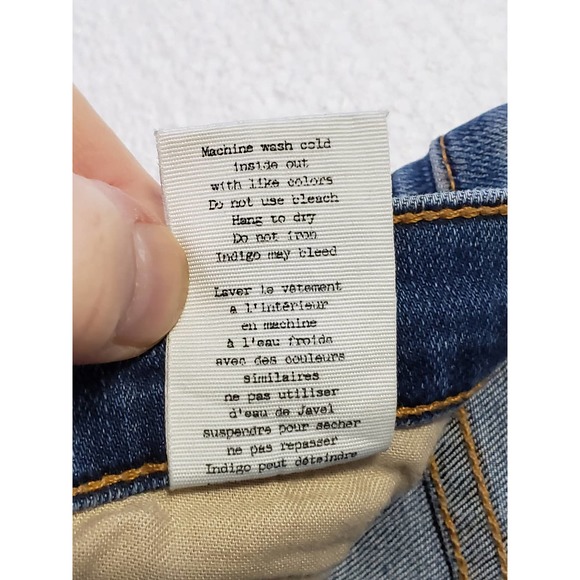 Machine wash cold
inside out
with like colors
Do not use bleach
Hang to dry
Do not iron
Indigo may bleed
Laver le vêtement
a l'intérieur
en machine
à l'eau froide
avec des couleurs
similaires
ne pas utiliser
d'eau de Javel
suspendre pour sécher
ne pas repasser
Indigo peut déteindre